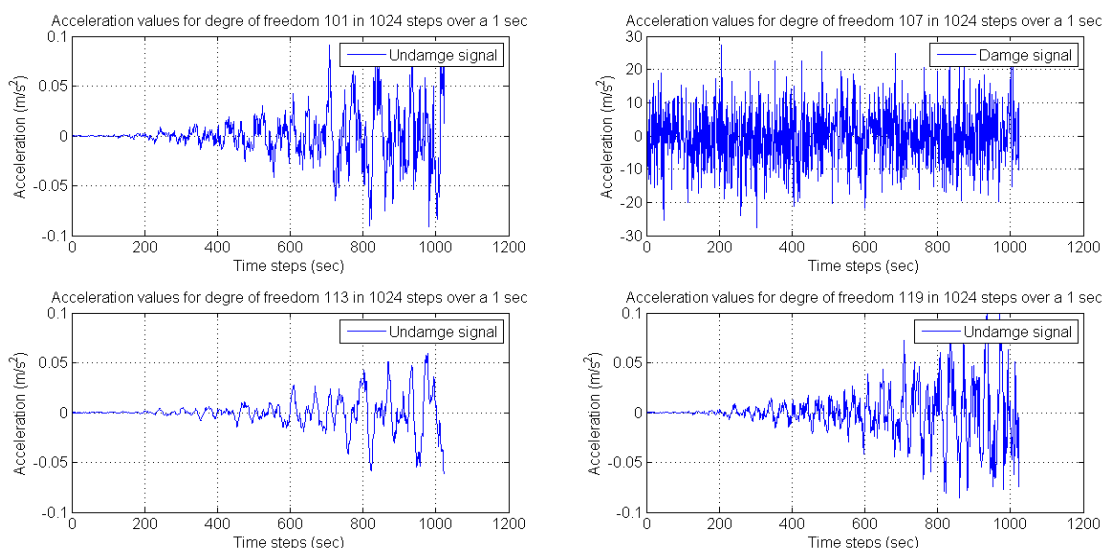 Acceleration values for degre of freedom 101 in 1024 steps over a 1 sec
0.1
0.05
0
-0.05
-0.1
Acceleration (m/s²)
Undamge signal
0 200 400 600 800 1000 1200
Time steps (sec)
Acceleration values for degre of freedom 107 in 1024 steps over a 1 sec
30
20
10
0
-10
-20
-30
Acceleration (m/s²)
Damge signal
0 200 400 600 800 1000 1200
Time steps (sec)
Acceleration values for degre of freedom 113 in 1024 steps over a 1 sec
0.1
0.05
0
-0.05
-0.1
Acceleration (m/s²)
Undamge signal
0 200 400 600 800 1000 1200
Time steps (sec)
Acceleration values for degre of freedom 119 in 1024 steps over a 1 sec
0.1
0.05
0
-0.05
-0.1
Acceleration (m/s²)
Undamge signal
0 200 400 600 800 1000 1200
Time steps (sec)